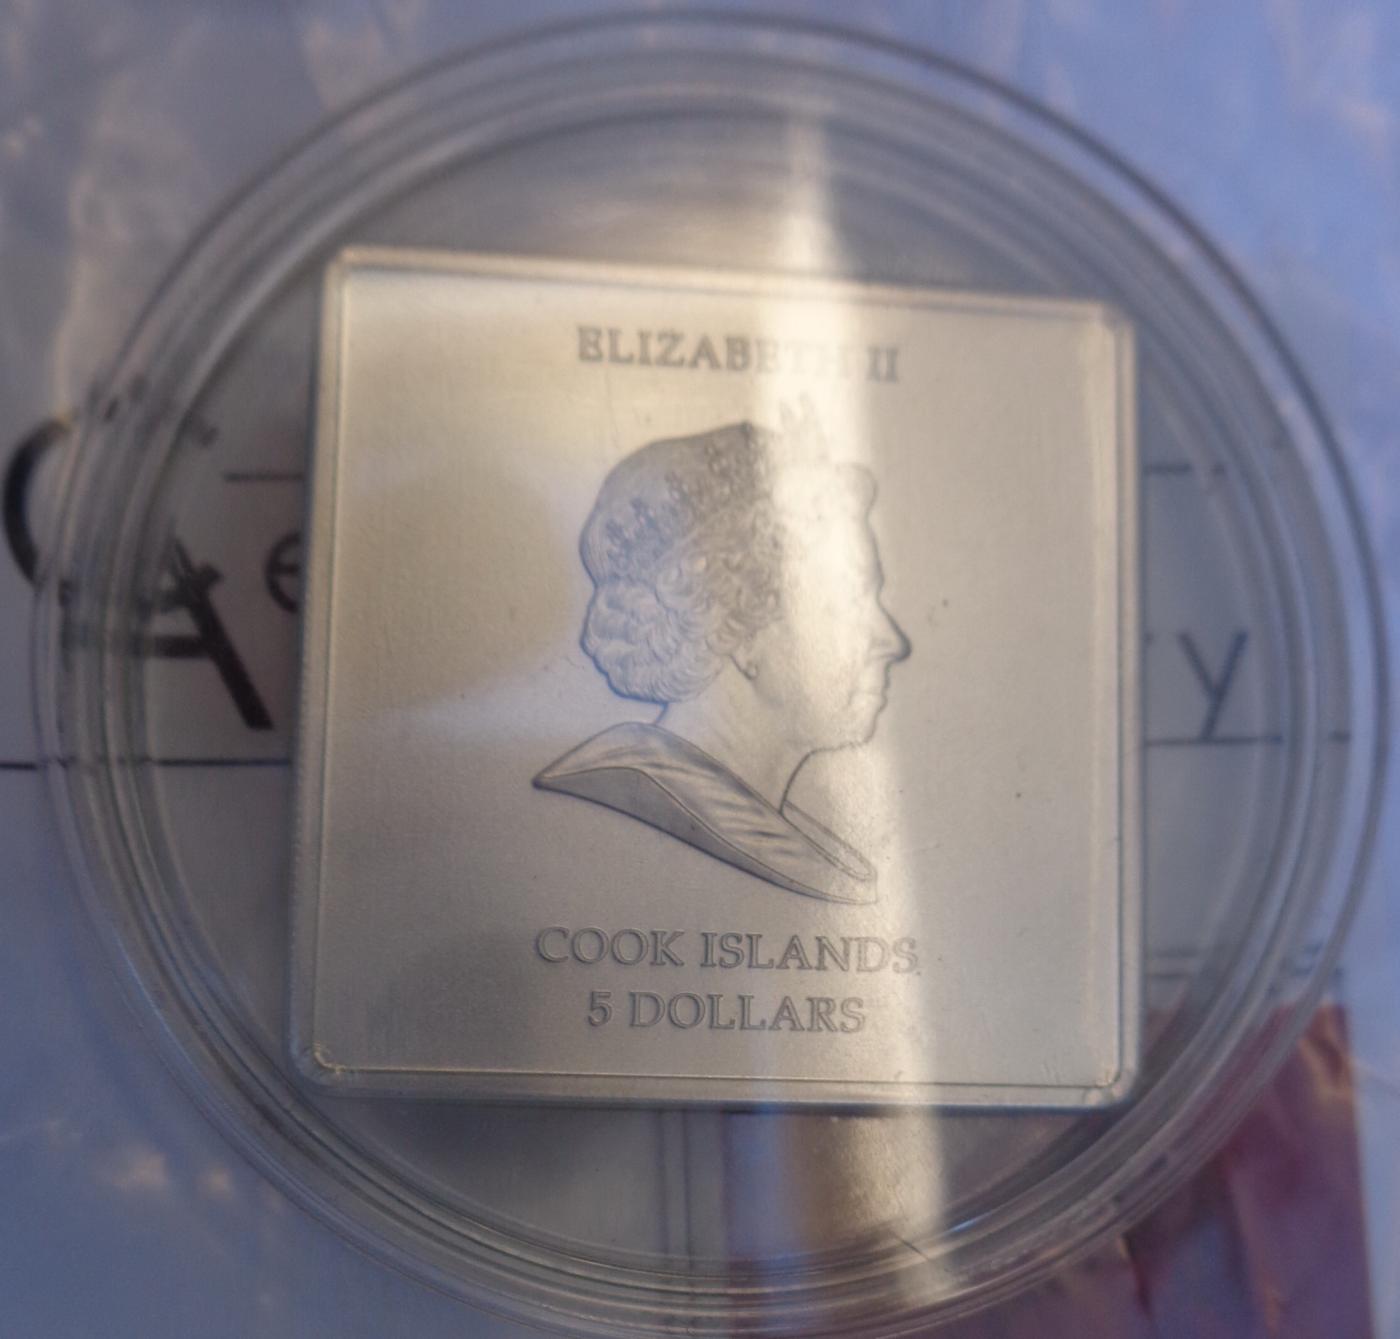 ELIZABETH II
COOK ISLANDS
5 DOLLARS